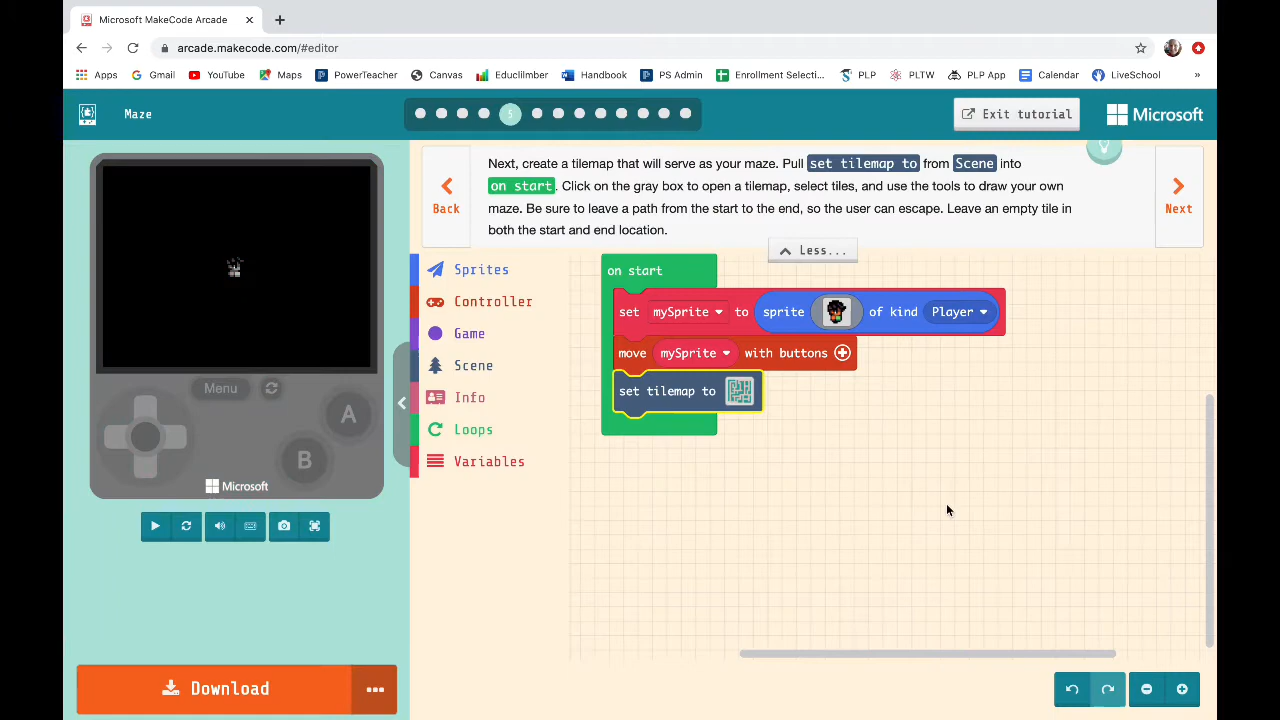 Microsoft MakeCode Arcade
arcade.makecode.com/#editor
Apps
Gmail
YouTube
Maps
PowerTeacher
Canvas
Educlilmber
Handbook
PS Admin
Enrollment Selecti...
PLP
PLTW
PLP App
Calendar
LiveSchool
»
Maze
5
Exit tutorial
Microsoft
Back
Next, create a tilemap that will serve as your maze. Pull set tilemap to from Scene into
on start. Click on the gray box to open a tilemap, select tiles, and use the tools to draw your own
maze. Be sure to leave a path from the start to the end, so the user can escape. Leave an empty tile in
both the start and end location.
Next
Less...
Menu
A
B
Microsoft
Sprites
Controller
Game
Scene
Info
Loops
Variables
on start
set mySprite to sprite of kind Player
move mySprite with buttons
set tilemap to
Download